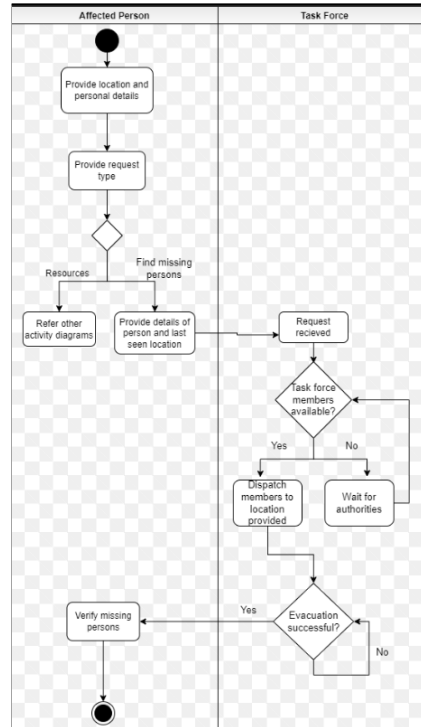 Affected Person
Task Force
Provide location and
personal details
Provide request
type
Resources
Find missing
persons
Refer other
activity diagrams
Provide details of
person and last
seen location
Request
recieved
Task force
members
available?
Yes
No
Dispatch
members to
location
provided
Wait for
authorities
Evacuation
successful?
Yes
No
Verify missing
persons